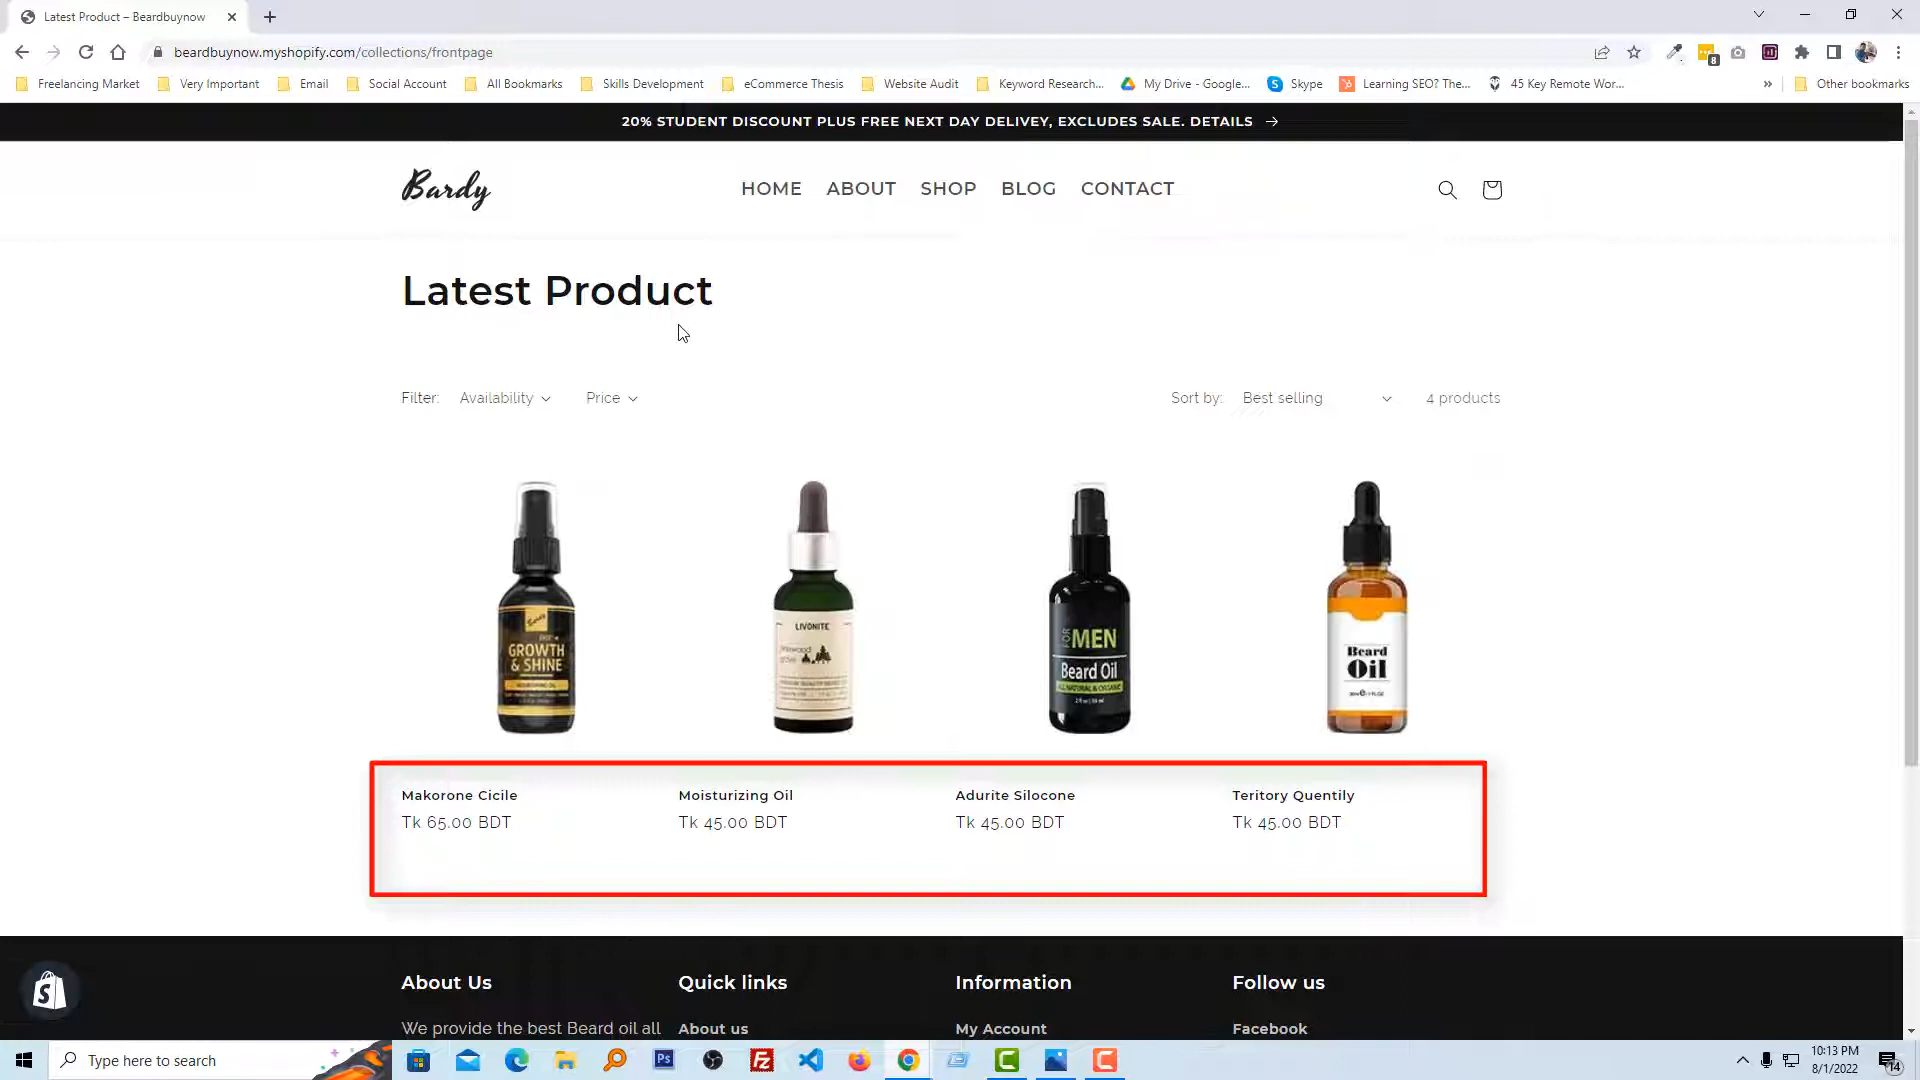 Latest Product – Beardbuynow
beardbuynow.myshopify.com/collections/frontpage
8
Freelancing Market
Very Important
Email
Social Account
All Bookmarks
Skills Development
eCommerce Thesis
Website Audit
Keyword Research...
My Drive - Google...
Skype
Learning SEO? The...
45 Key Remote Wor...
Other bookmarks
20% STUDENT DISCOUNT PLUS FREE NEXT DAY DELIVEY, EXCLUDES SALE. DETAILS
Bardy
HOME ABOUT SHOP BLOG CONTACT
Latest Product
Filter: Availability Price
Sort by: Best selling
4 products
GROWTH
& SHINE
LIVONITE
FOR MEN
Beard Oil
ALL NATURAL & ORGANIC
Beard
Oil
Makorone Cicile
Tk 65.00 BDT
Moisturizing Oil
Tk 45.00 BDT
Adurite Silocone
Tk 45.00 BDT
Teritory Quentily
Tk 45.00 BDT
About Us
We provide the best Beard oil all
Quick links
About us
Information
My Account
Follow us
Facebook
Type here to search
10:13 PM
8/1/2022
14